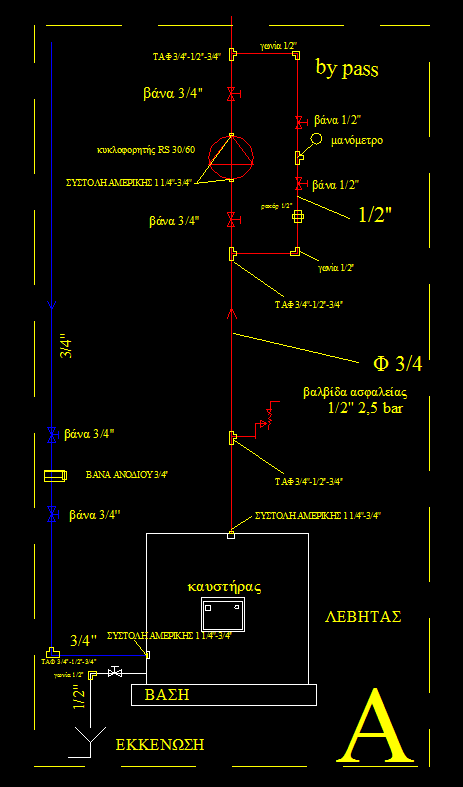 γωνία 1/2"
ΤΑΦ 3/4"-1/2"-3/4"
by pass
βάνα 3/4"
βάνα 1/2"
μανόμετρο
κυκλοφορητής RS 30/60
ΣΥΣΤΟΛΗ ΑΜΕΡΙΚΗΣ 1 1/4"-3/4"
βάνα 1/2"
ρακόρ 1/2"
1/2"
βάνα 3/4"
γωνία 1/2"
ΤΑΦ 3/4"-1/2"-3/4"
3/4"
Φ 3/4
βαλβίδα ασφαλείας
1/2" 2,5 bar
βάνα 3/4"
ΒΑΝΑ ΑΝΟΔΙΟΥ 3/4"
ΤΑΦ 3/4"-1/2"-3/4"
βάνα 3/4"
ΣΥΣΤΟΛΗ ΑΜΕΡΙΚΗΣ 1 1/4"-3/4"
καυστήρας
ΛΕΒΗΤΑΣ
3/4"
ΣΥΣΤΟΛΗ ΑΜΕΡΙΚΗΣ 1 1/4"-3/4"
ΤΑΦ 3/4"-1/2"-3/4"
γωνία 1/2"
1/2"
ΒΑΣΗ
ΕΚΚΕΝΩΣΗ
A